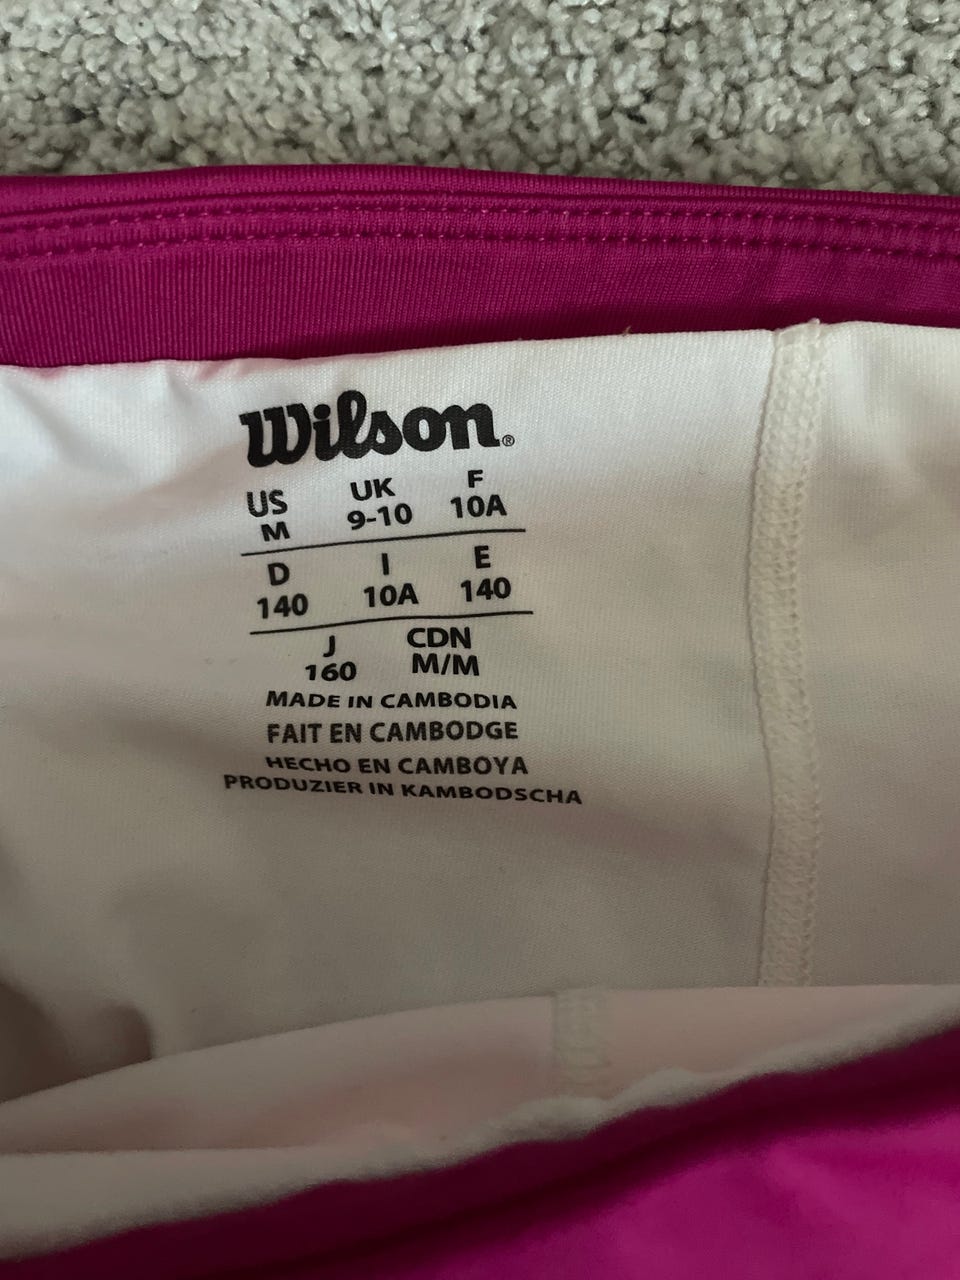 Wilson®
US UK F
M 9-10 10A
D I E
140 10A 140
J CDN
160 M/M
MADE IN CAMBODIA
FAIT EN CAMBODGE
HECHO EN CAMBOYA
PRODUZIER IN KAMBODSCHA